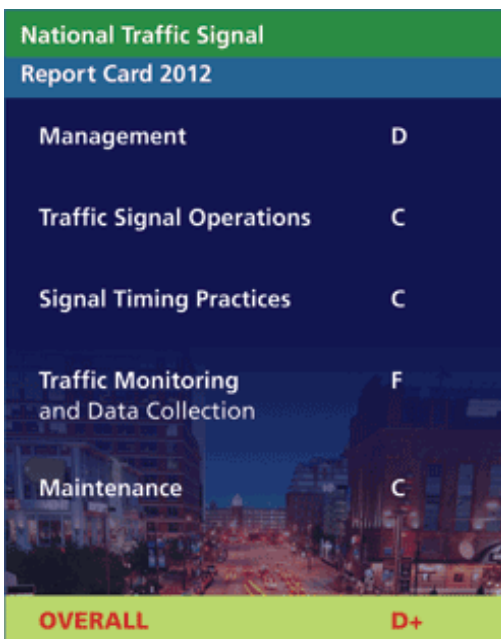 National Traffic Signal
Report Card 2012
Management D
Traffic Signal Operations C
Signal Timing Practices C
Traffic Monitoring F
and Data Collection
Maintenance C
OVERALL D+